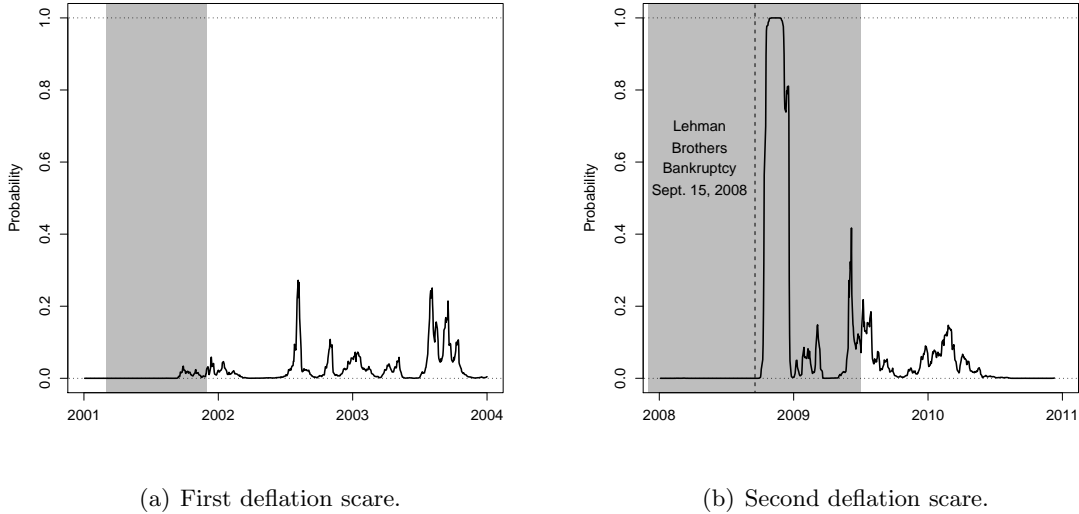 Probability
1.0
0.8
0.6
0.4
0.2
0.0
2001 2002 2003 2004
(a) First deflation scare.
Probability
1.0
0.8
0.6
0.4
0.2
0.0
Lehman
Brothers
Bankruptcy
Sept. 15, 2008
2008 2009 2010 2011
(b) Second deflation scare.